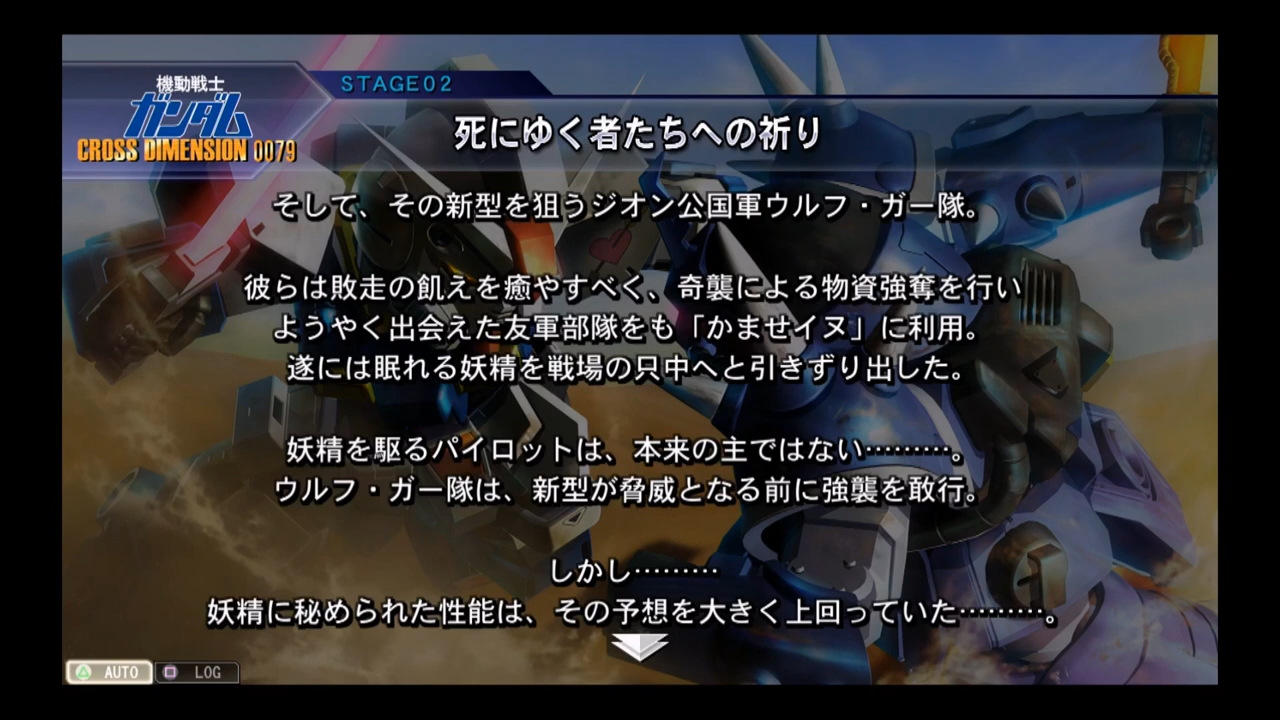 機動戦士
ガンダム
CROSS DIMENSION 0079
STAGE02
死にゆく者たちへの祈り
そして、その新型を狙うジオン公国軍ウルフ・ガー隊。
彼らは敗走の飢えを癒やすべく、奇襲による物資強奪を行い
ようやく出会えた友軍部隊をも「かませイヌ」に利用。
遂には眠れる妖精を戦場の只中へと引きずり出した。
妖精を駆るパイロットは、本来の主ではない………。
ウルフ・ガー隊は、新型が脅威となる前に強襲を敢行。
しかし………
妖精に秘められた性能は、その予想を大きく上回っていた………。
AUTO
LOG